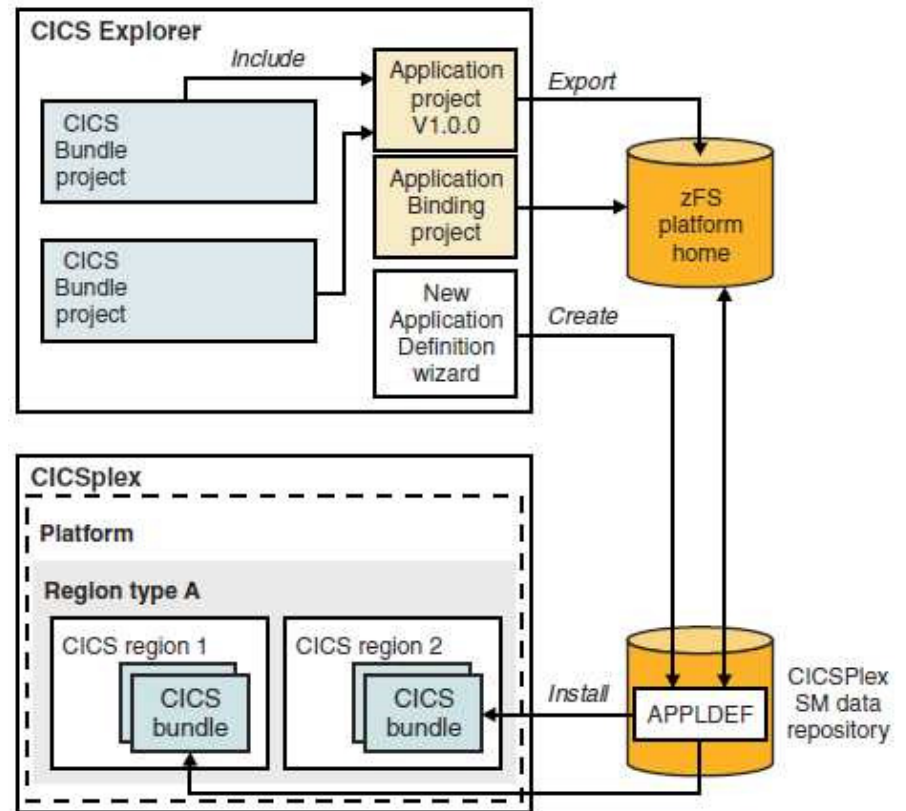 CICS Explorer
Include
CICS
Bundle
project
CICS
Bundle
project
Application
project
V1.0.0
Application
Binding
project
New
Application
Definition
wizard
Export
Create
zFS
platform
home
CICSplex
Platform
Region type A
CICS region 1
CICS
bundle
CICS region 2
CICS
bundle
Install
APPLDEF
CICSPlex
SM data
repository